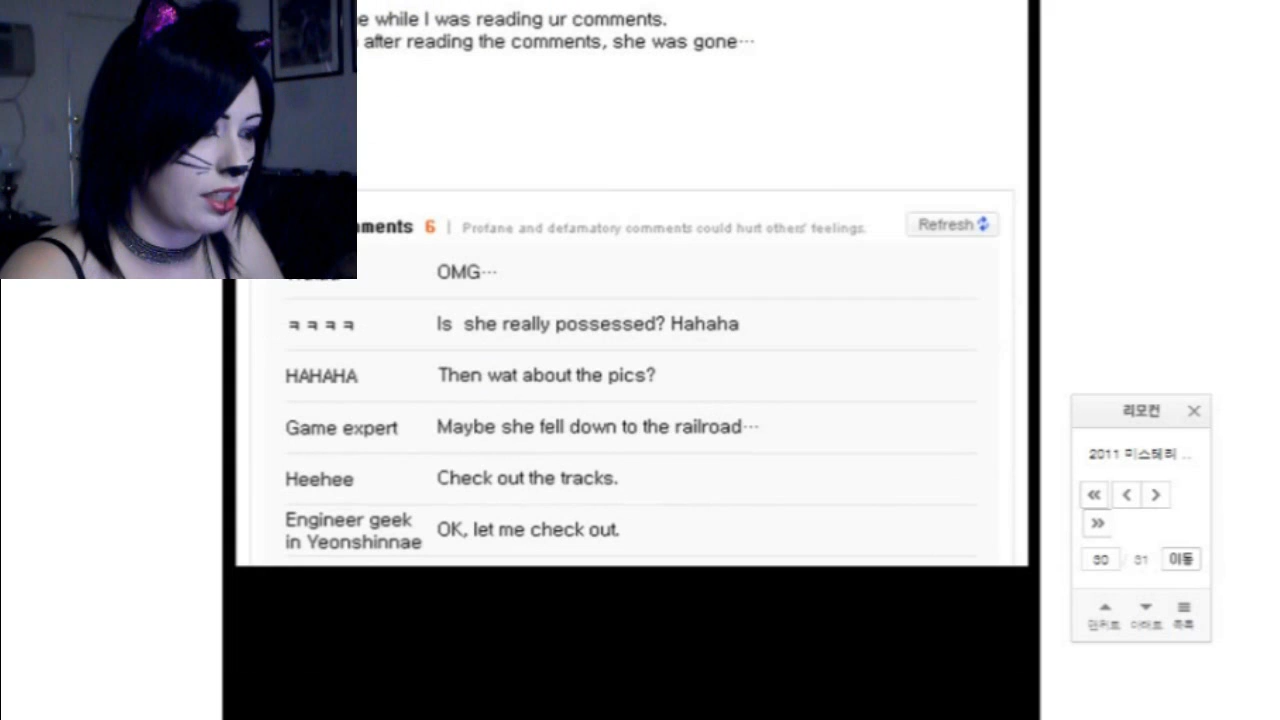 e while I was reading ur comments.
after reading the comments, she was gone…
ments 6 | Profane and defamatory comments could hurt others' feelings.
Refresh
OMG…
ㅋㅋㅋㅋ Is she really possessed? Hahaha
HAHAHA Then wat about the pics?
Game expert Maybe she fell down to the railroad…
Heehee Check out the tracks.
Engineer geek
in Yeonshinnae OK, let me check out.
리모컨
2011 미스테리 ..
«
‹
›
»
이동
목록